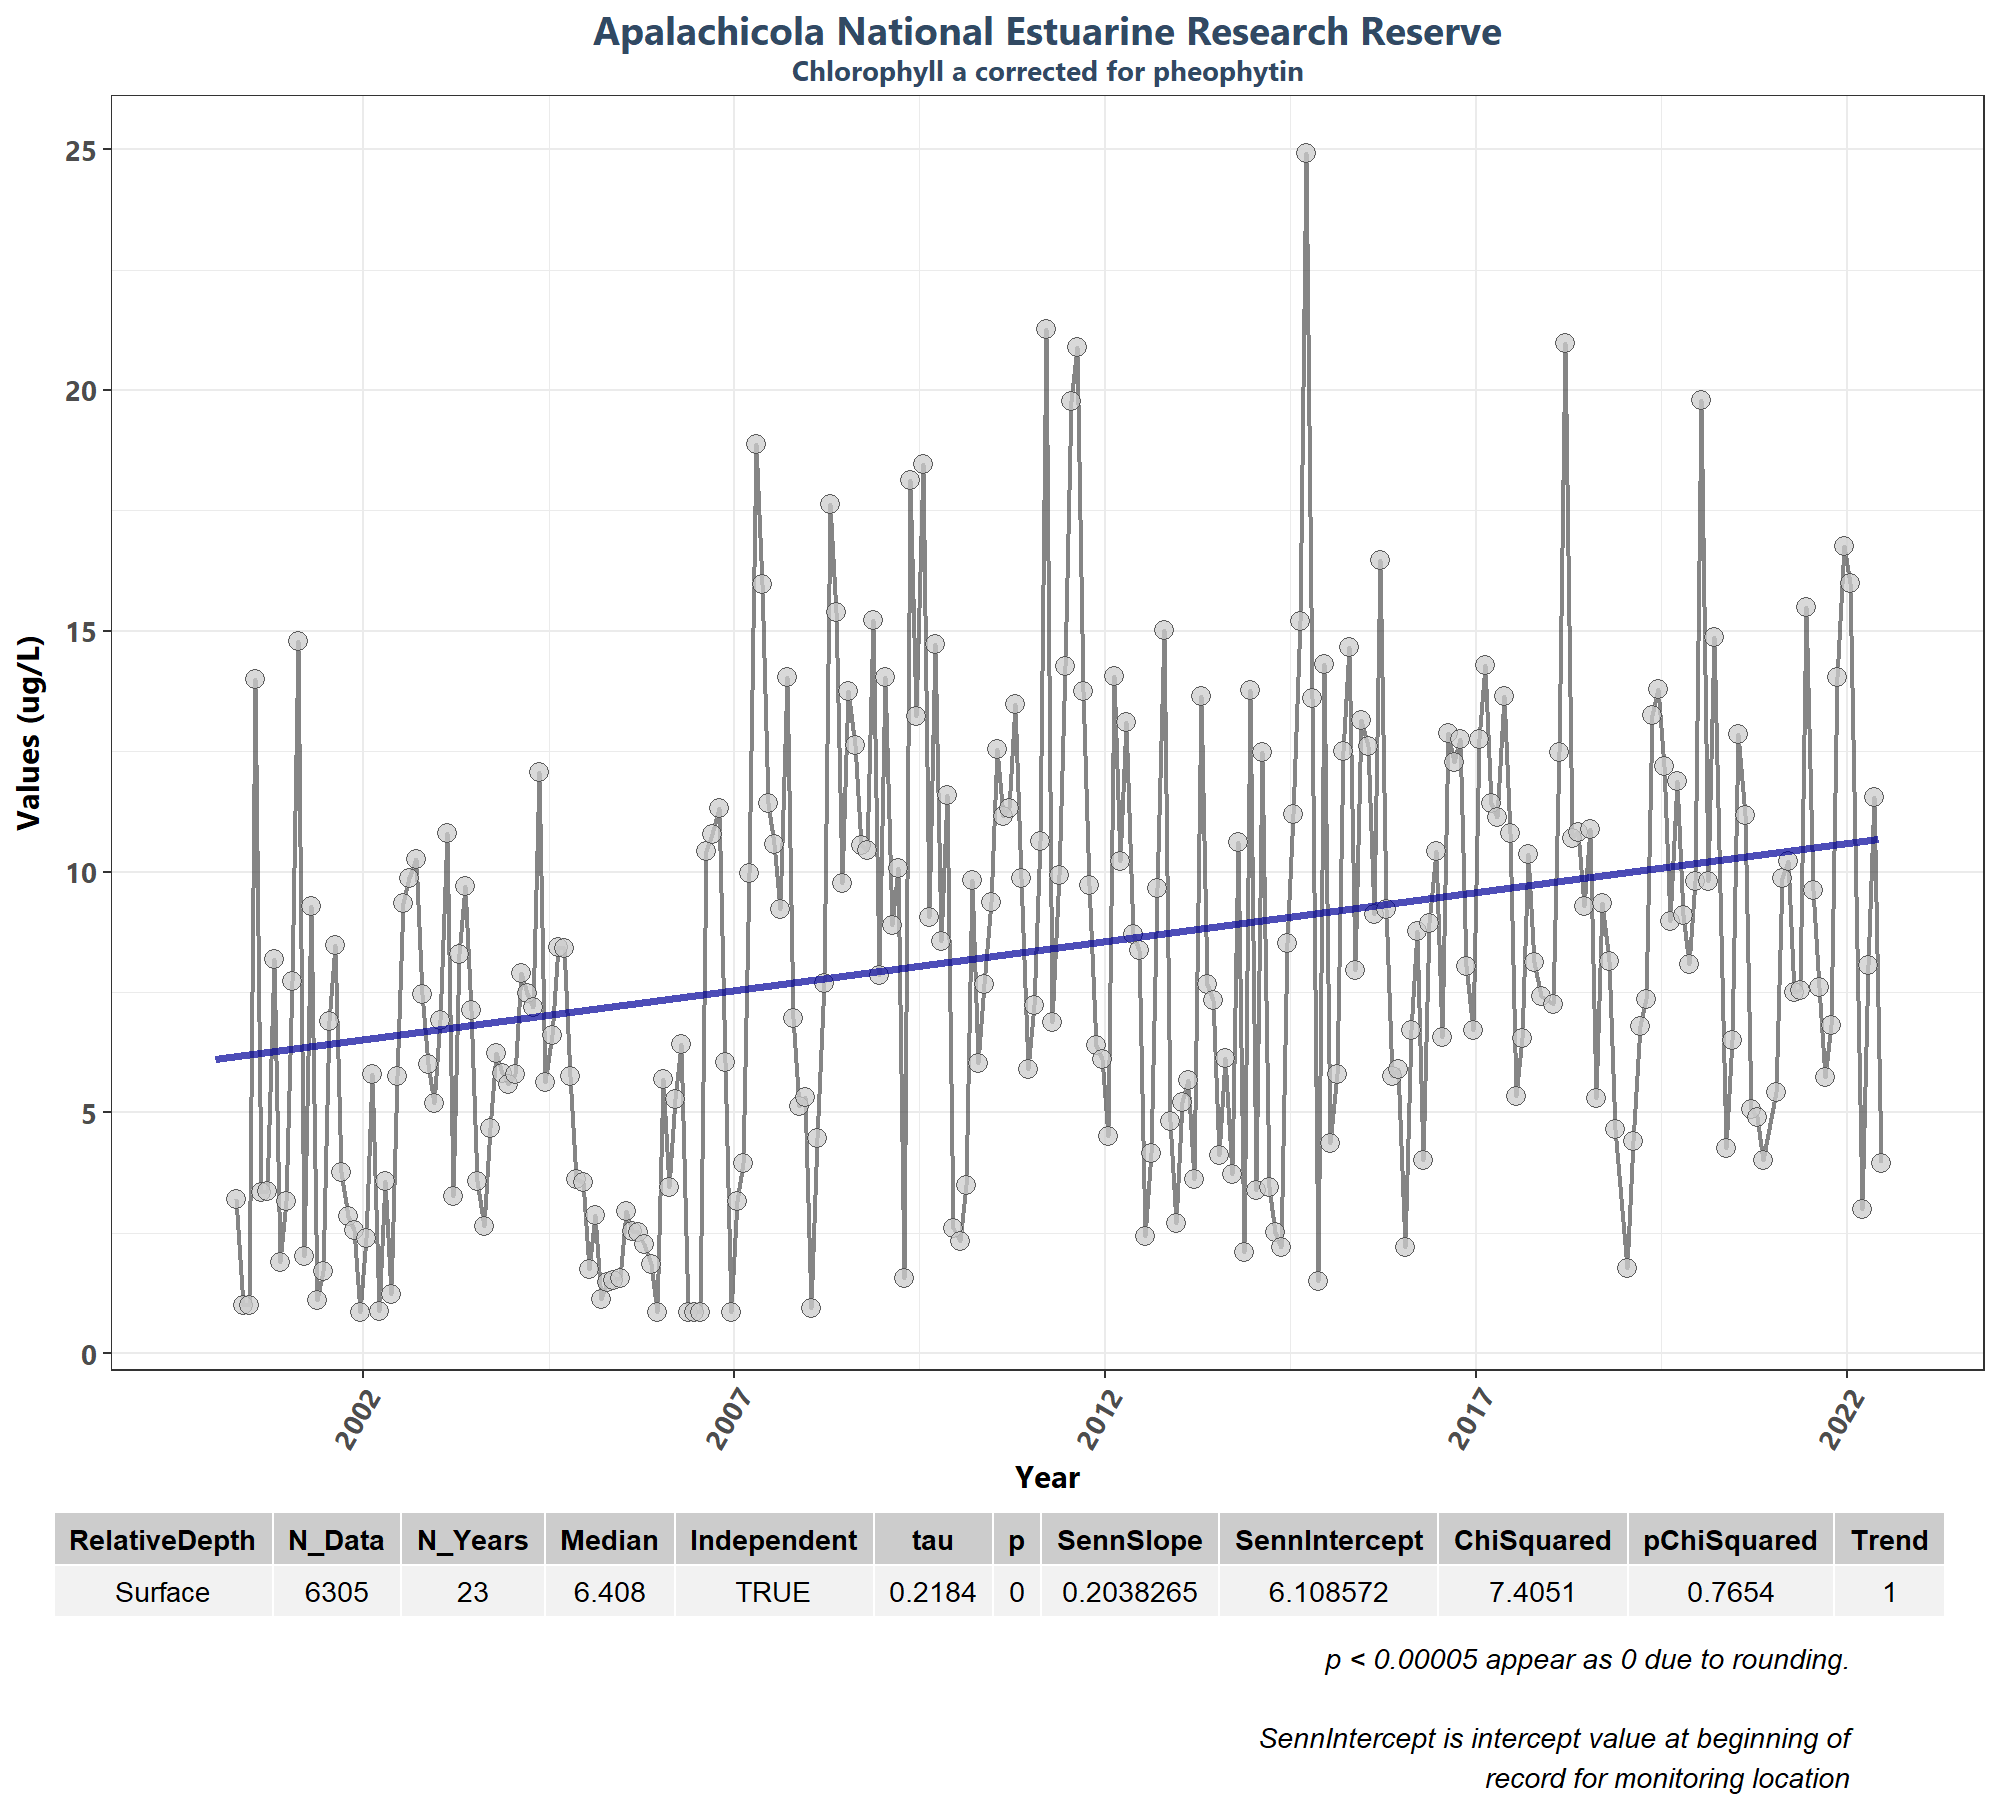 Apalachicola National Estuarine Research Reserve
Chlorophyll a corrected for pheophytin
Values (ug/L)
25
20
15
10
5
0
2002 2007 2012 2017 2022
Year
RelativeDepth N_Data N_Years Median Independent tau p SennSlope SennIntercept ChiSquared pChiSquared Trend
Surface 6305 23 6.408 TRUE 0.2184 0 0.2038265 6.108572 7.4051 0.7654 1
p < 0.00005 appear as 0 due to rounding.
SennIntercept is intercept value at beginning of
record for monitoring location